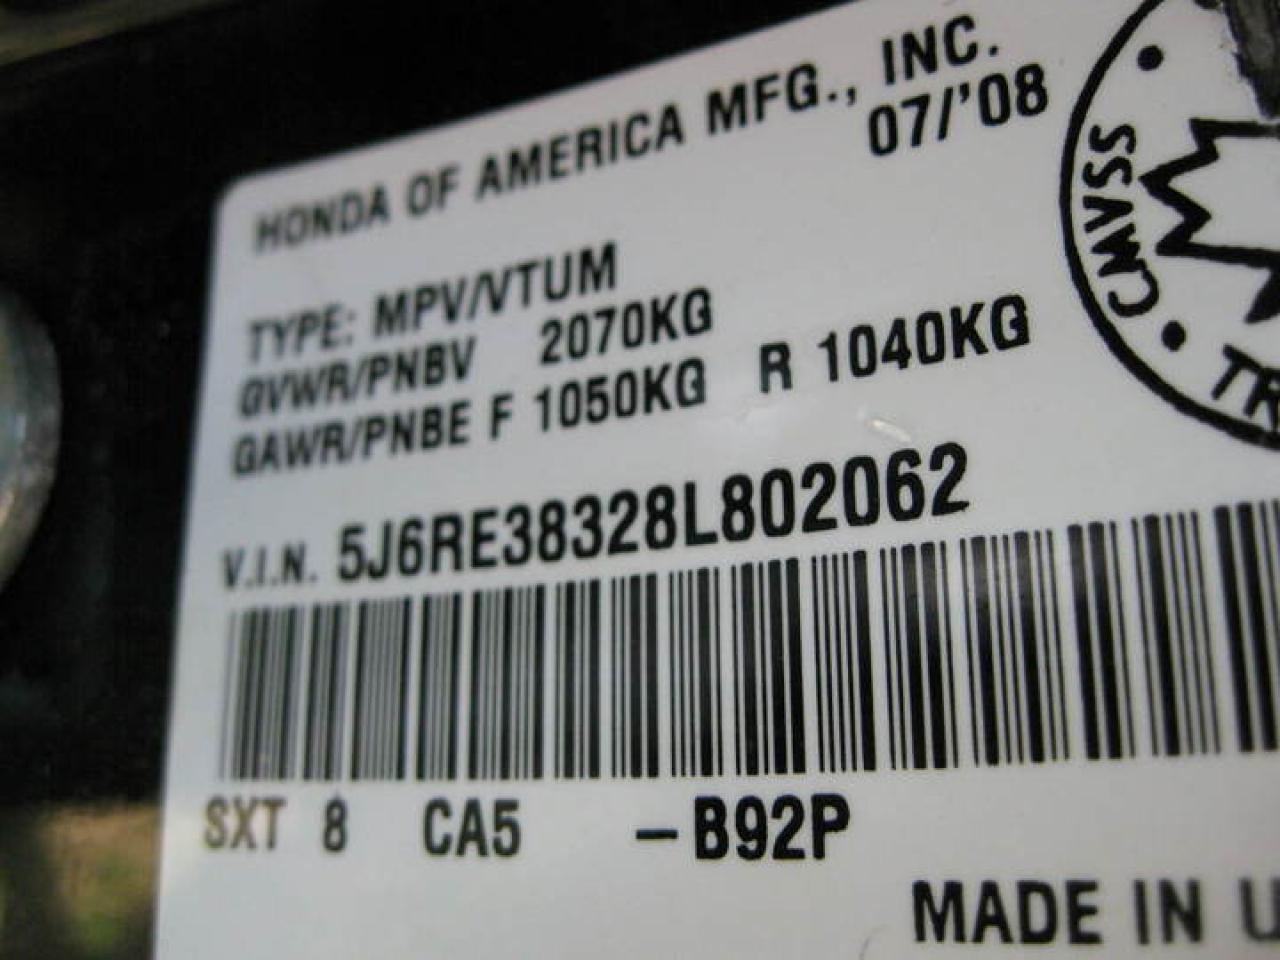 HONDA OF AMERICA MFG., INC.
07/'08
TYPE: MPV/VTUM
GVWR/PNBV 2070KG
GAWR/PNBE F 1050KG R 1040KG
V.I.N. 5J6RE38328L802062
SXT 8 CA5 -B92P
MADE IN U
CMVSS
TR